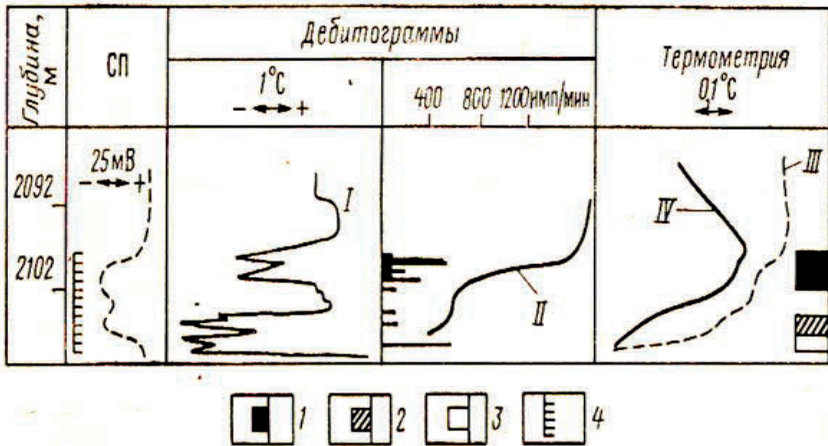 Глубина, м
СП
Дебитограммы
1°С
- +
400 800 1200 имп/мин
Термометрия
0,1°С
25мВ
- +
2092
2102
I
II
III
IV
1
2
3
4